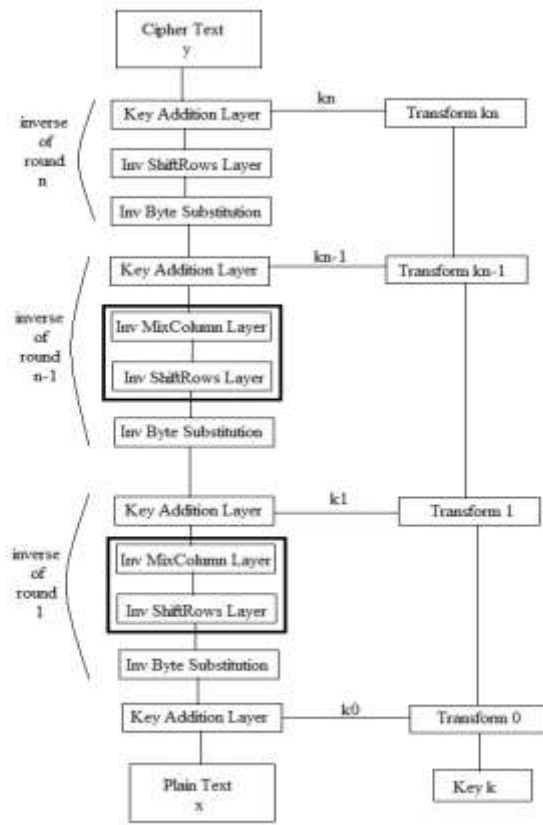 Cipher Text
y
kn
Key Addition Layer
Transform kn
inverse
of
round
n
Inv ShiftRows Layer
Inv Byte Substitution
kn-1
Key Addition Layer
Transform kn-1
inverse
of
round
n-1
Inv MixColumn Layer
Inv ShiftRows Layer
Inv Byte Substitution
k1
Key Addition Layer
Transform 1
inverse
of
round
1
Inv MixColumn Layer
Inv ShiftRows Layer
Inv Byte Substitution
k0
Key Addition Layer
Transform 0
Plain Text
x
Key k